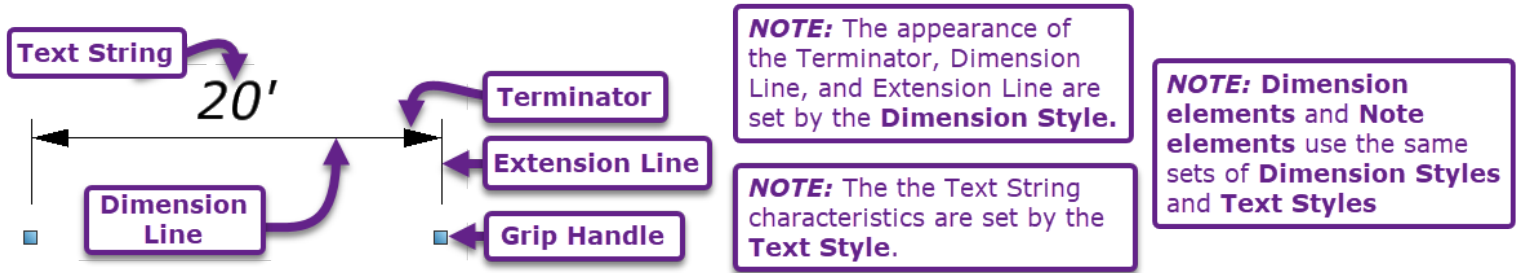 Text String
20'
Terminator
Extension Line
Dimension
Line
Grip Handle
NOTE: The appearance of
the Terminator, Dimension
Line, and Extension Line are
set by the Dimension Style.
NOTE: The the Text String
characteristics are set by the
Text Style.
NOTE: Dimension
elements and Note
elements use the same
sets of Dimension Styles
and Text Styles